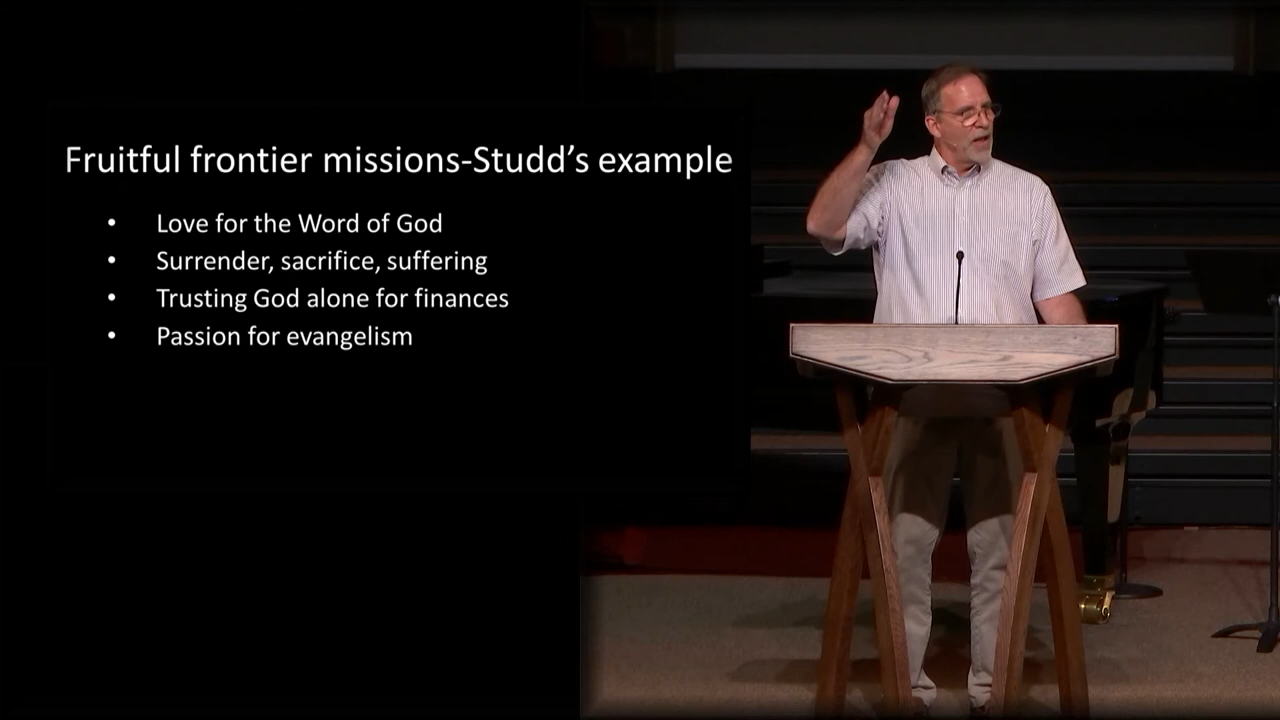 Fruitful frontier missions-Studd’s example
• Love for the Word of God
• Surrender, sacrifice, suffering
• Trusting God alone for finances
• Passion for evangelism